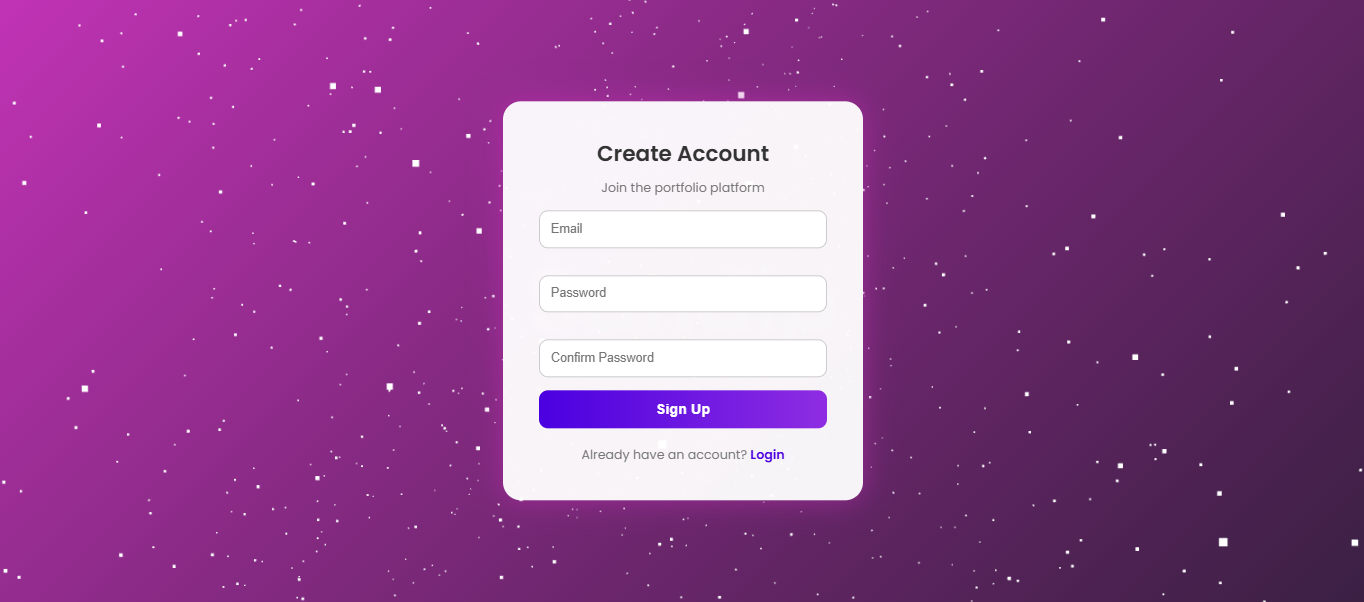 Create Account
Join the portfolio platform
Email
Password
Confirm Password
Sign Up
Already have an account? Login